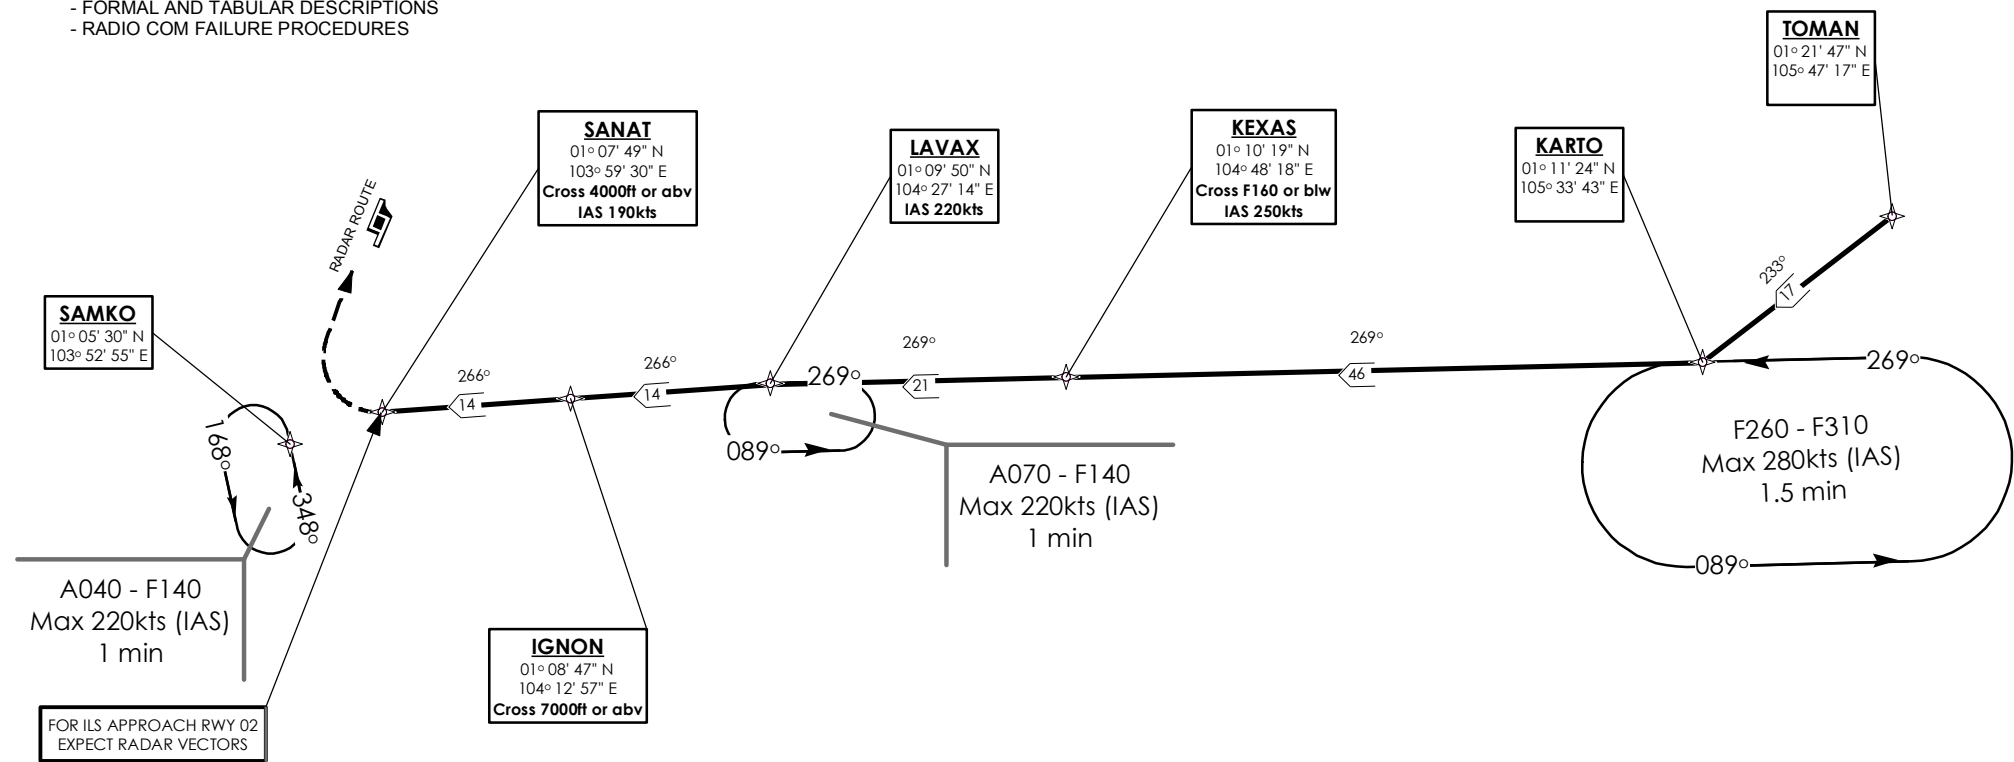 - FORMAL AND TABULAR DESCRIPTIONS
- RADIO COM FAILURE PROCEDURES
TOMAN
01° 21' 47" N
105° 47' 17" E
SANAT
01° 07' 49" N
103° 59' 30" E
Cross 4000ft or abv
IAS 190kts
LAVAX
01° 09' 50" N
104° 27' 14" E
IAS 220kts
KEXAS
01° 10' 19" N
104° 48' 18" E
Cross F160 or blw
IAS 250kts
KARTO
01° 11' 24" N
105° 33' 43" E
RADAR ROUTE
SAMKO
01° 05' 30" N
103° 52' 55" E
233°
17
269°
46
269°
21
266°
14
266°
14
269°
089°
269°
089°
168°
348°
F260 - F310
Max 280kts (IAS)
1.5 min
A070 - F140
Max 220kts (IAS)
1 min
A040 - F140
Max 220kts (IAS)
1 min
IGNON
01° 08' 47" N
104° 12' 57" E
Cross 7000ft or abv
FOR ILS APPROACH RWY 02
EXPECT RADAR VECTORS